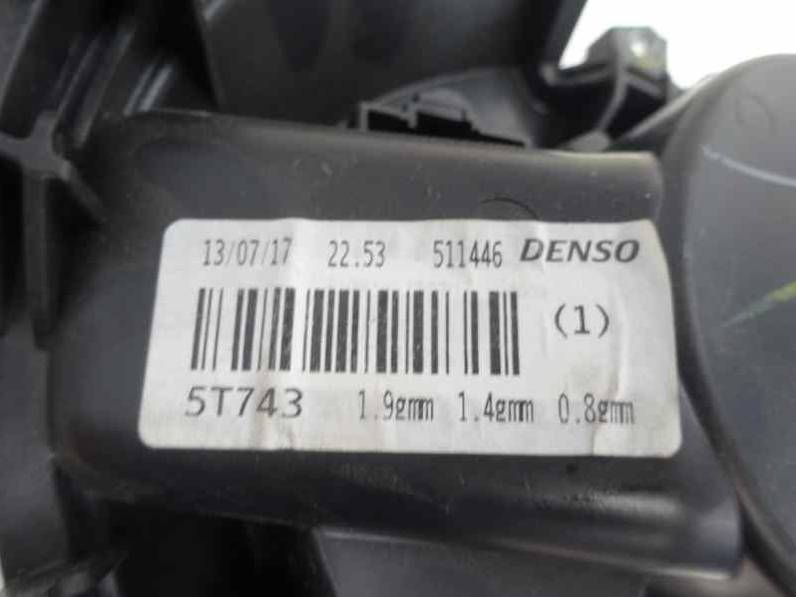 13/07/17 22.53 511446 DENSO
(1)
5T743 1.9gmm 1.4gmm 0.8gmm